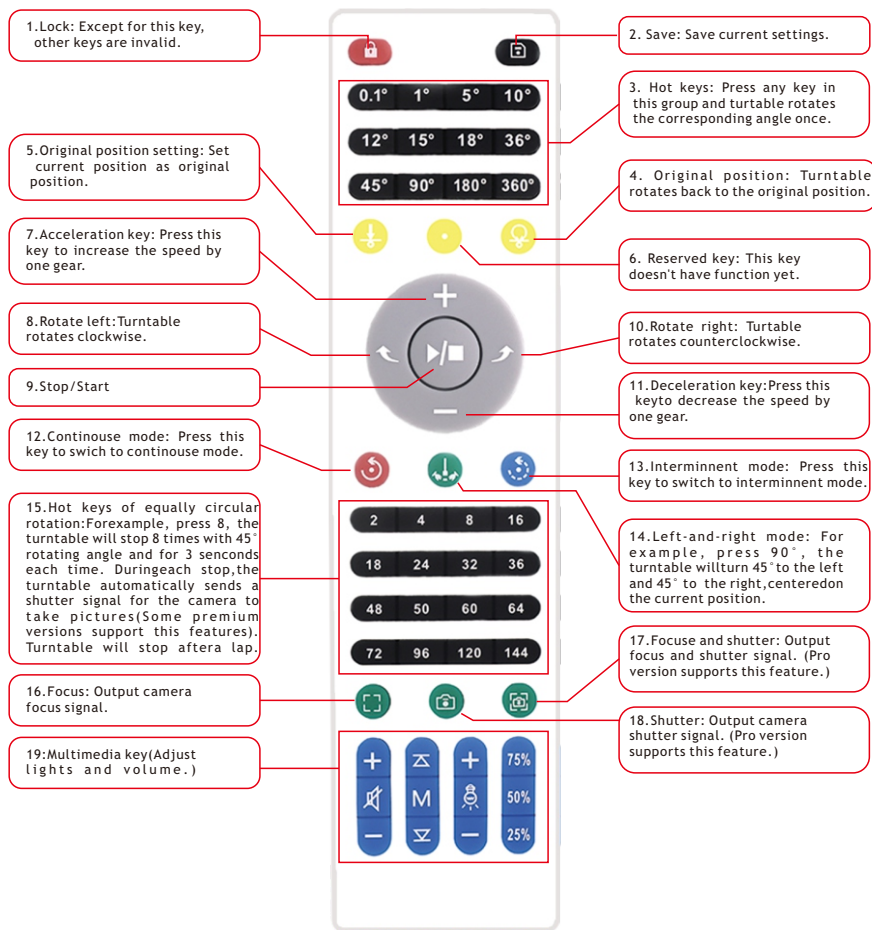 1.Lock: Except for this key,
other keys are invalid.
2. Save: Save current settings.
3. Hot keys: Press any key in
this group and turtable rotates
the corresponding angle once.
0.1° 1° 5° 10°
12° 15° 18° 36°
45° 90° 180° 360°
5.Original position setting: Set
current position as original
position.
4. Original position: Turntable
rotates back to the original position.
7.Acceleration key: Press this
key to increase the speed by
one gear.
6. Reserved key: This key
doesn't have function yet.
8.Rotate left:Turntable
rotates clockwise.
10.Rotate right: Turtable
rotates counterclockwise.
9.Stop/Start
11.Deceleration key:Press this
keyto decrease the speed by
one gear.
12.Continouse mode: Press this
key to swich to continouse mode.
13.Interminnent mode: Press this
key to switch to interminnent mode.
15.Hot keys of equally circular
rotation:Forexample, press 8, the
turntable will stop 8 times with 45°
rotating angle and for 3 senconds
each time. Duringeach stop,the
turntable automatically sends a
shutter signal for the camera to
take pictures(Some premium
versions support this features).
Turntable will stop aftera lap.
2 4 8 16
18 24 32 36
48 50 60 64
72 96 120 144
14.Left-and-right mode: For
example, press 90°, the
turntable willturn 45°to the left
and 45° to the right,centeredon
the current position.
17.Focuse and shutter: Output
focus and shutter signal. (Pro
version supports this feature.)
16.Focus: Output camera
focus signal.
18.Shutter: Output camera
shutter signal. (Pro version
supports this feature.)
19:Multimedia key(Adjust
lights and volume.)
+ + 75%
M 50%
− − 25%